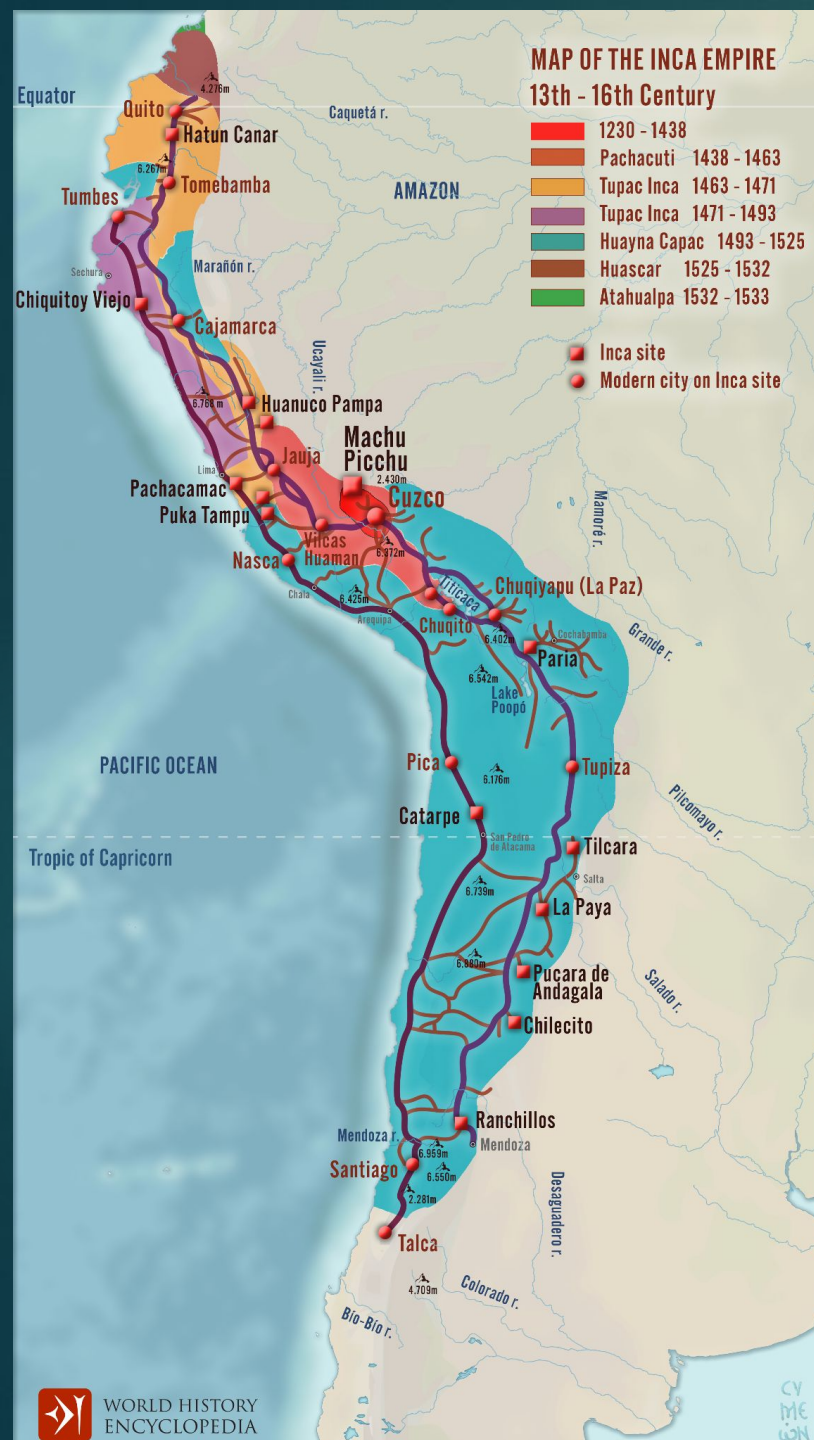 MAP OF THE INCA EMPIRE
13th - 16th Century
1230 - 1438
Pachacuti 1438 - 1463
Tupac Inca 1463 - 1471
Tupac Inca 1471 - 1493
Huayna Capac 1493 - 1525
Huascar 1525 - 1532
Atahualpa 1532 - 1533
Inca site
Modern city on Inca site
4.276m
Equator
Quito
Caquetá r.
Hatun Canar
6.267m
Tomebamba
AMAZON
Tumbes
Sechura
Marañón r.
Chiquitoy Viejo
Cajamarca
Ucayali r.
6.768 m
Huanuco Pampa
Machu
Picchu
2.430m
Jauja
Lima
Pachacamac
Cuzco
Puka Tampu
Mamoré r.
Vilcas
Huaman
6.372m
Nasca
Titicaca
Chuqiyapu (La Paz)
Chala
6.425m
Arequipa
Chuqito
6.402m
Cochabamba
Grande r.
Paria
6.542m
Lake
Poopó
PACIFIC OCEAN
Pica
6.176m
Tupiza
Pilcomayo r.
Catarpe
San Pedro
de Atacama
Tilcara
Tropic of Capricorn
Salta
6.739m
La Paya
6.880m
Pucara de
Andagala
Salado r.
Chilecito
Ranchillos
Mendoza r.
Mendoza
6.959m
Santiago
6.550m
2.281m
Desaguadero r.
Talca
4.709m
Colorado r.
Bío-Bío r.
WORLD HISTORY
ENCYCLOPEDIA
CY
ME
ON